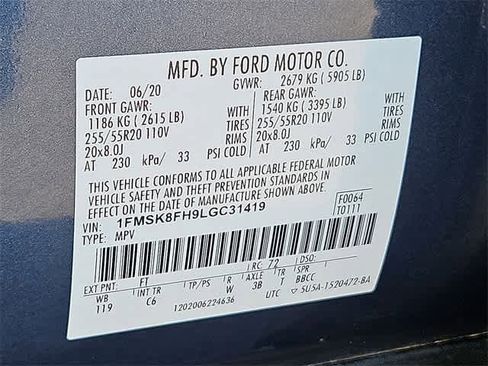 MFD. BY FORD MOTOR CO.
DATE: 06/20 GVWR: 2679 KG (5905 LB)
FRONT GAWR: REAR GAWR:
1186 KG (2615 LB) WITH 1540 KG (3395 LB) WITH
255/55R20 110V TIRES 255/55R20 110V TIRES
20x8.0J RIMS 20x8.0J RIMS
AT 230 kPa/ 33 PSI COLD AT 230 kPa/ 33 PSI COLD
THIS VEHICLE CONFORMS TO ALL APPLICABLE FEDERAL MOTOR
VEHICLE SAFETY AND THEFT PREVENTION STANDARDS IN
EFFECT ON THE DATE OF MANUFACTURE SHOWN ABOVE.
VIN: 1FMSK8FH9LGC31419 F0064
TYPE: MPV T0111
EXT PNT: FT RC: 72 DSO:
WB INT TR TP/PS R AXLE TR SPR
119 C6 W 3B T BBCC
1202006224636 UTC 5U5A-1520472-BA